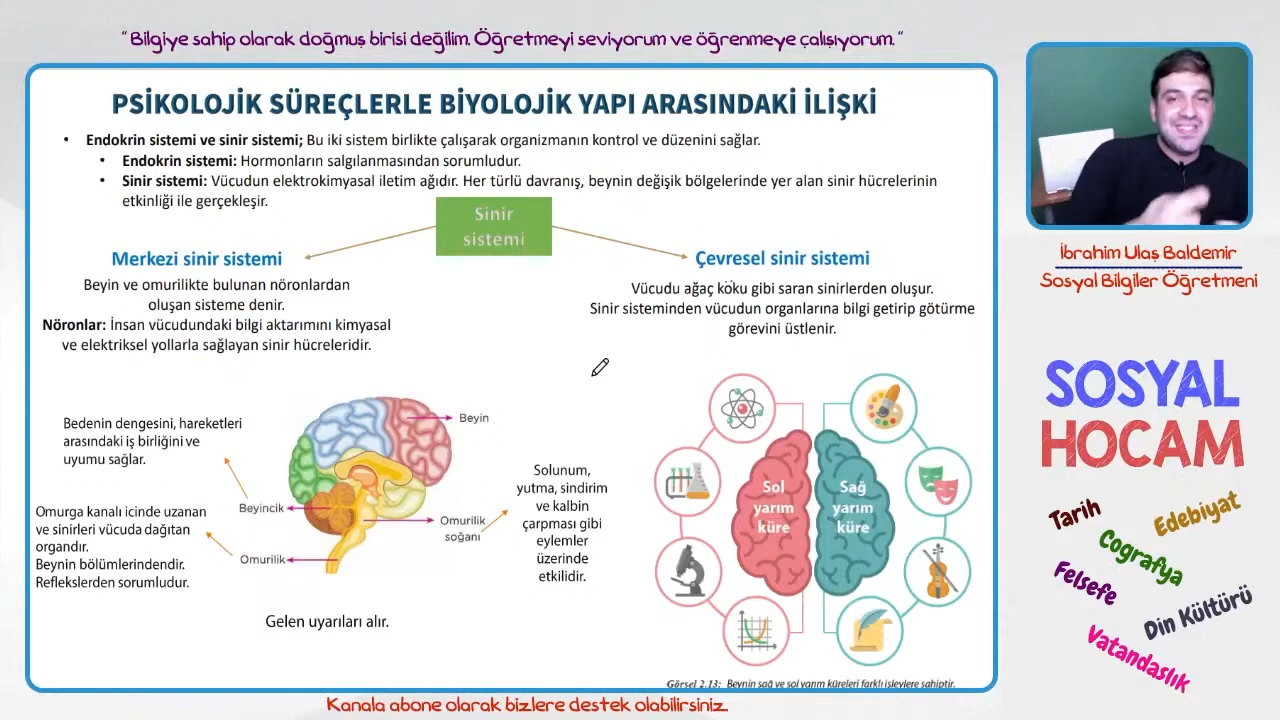 “ Bilgiye sahip olarak doğmuş birisi değilim. Öğretmeyi seviyorum ve öğrenmeye çalışıyorum. “
PSİKOLOJİK SÜREÇLERLE BİYOLOJİK YAPI ARASINDAKİ İLİŞKİ
• Endokrin sistemi ve sinir sistemi; Bu iki sistem birlikte çalışarak organizmanın kontrol ve düzenini sağlar.
• Endokrin sistemi: Hormonların salgılanmasından sorumludur.
• Sinir sistemi: Vücudun elektrokimyasal iletim ağıdır. Her türlü davranış, beynin değişik bölgelerinde yer alan sinir hücrelerinin
etkinliği ile gerçekleşir.
Sinir
sistemi
Merkezi sinir sistemi
Beyin ve omurilikte bulunan nöronlardan
oluşan sisteme denir.
Nöronlar: İnsan vücudundaki bilgi aktarımını kimyasal
ve elektriksel yollarla sağlayan sinir hücreleridir.
Çevresel sinir sistemi
Vücudu ağaç kökü gibi saran sinirlerden oluşur.
Sinir sisteminden vücudun organlarına bilgi getirip götürme
görevini üstlenir.
Bedenin dengesini, hareketleri
arasındaki iş birliğini ve
uyumu sağlar.
Omurga kanalı icinde uzanan
ve sinirleri vücuda dağıtan
organdır.
Beynin bölümlerindendir.
Reflekslerden sorumludur.
Beyin
Beyincik
Omurilik
soğanı
Omurilik
Solunum,
yutma, sindirim
ve kalbin
çarpması gibi
eylemler
üzerinde
etkilidir.
Gelen uyarıları alır.
Sol
yarım
küre
Sağ
yarım
küre
Görsel 2.13: Beynin sağ ve sol yarım küreleri farklı işlevlere sahiptir.
Kanala abone olarak bizlere destek olabilirsiniz.
İbrahim Ulaş Baldemir
Sosyal Bilgiler Öğretmeni
SOSYAL
HOCAM
Tarih
Edebiyat
Coğrafya
Felsefe
Din Kültürü
Vatandaşlık